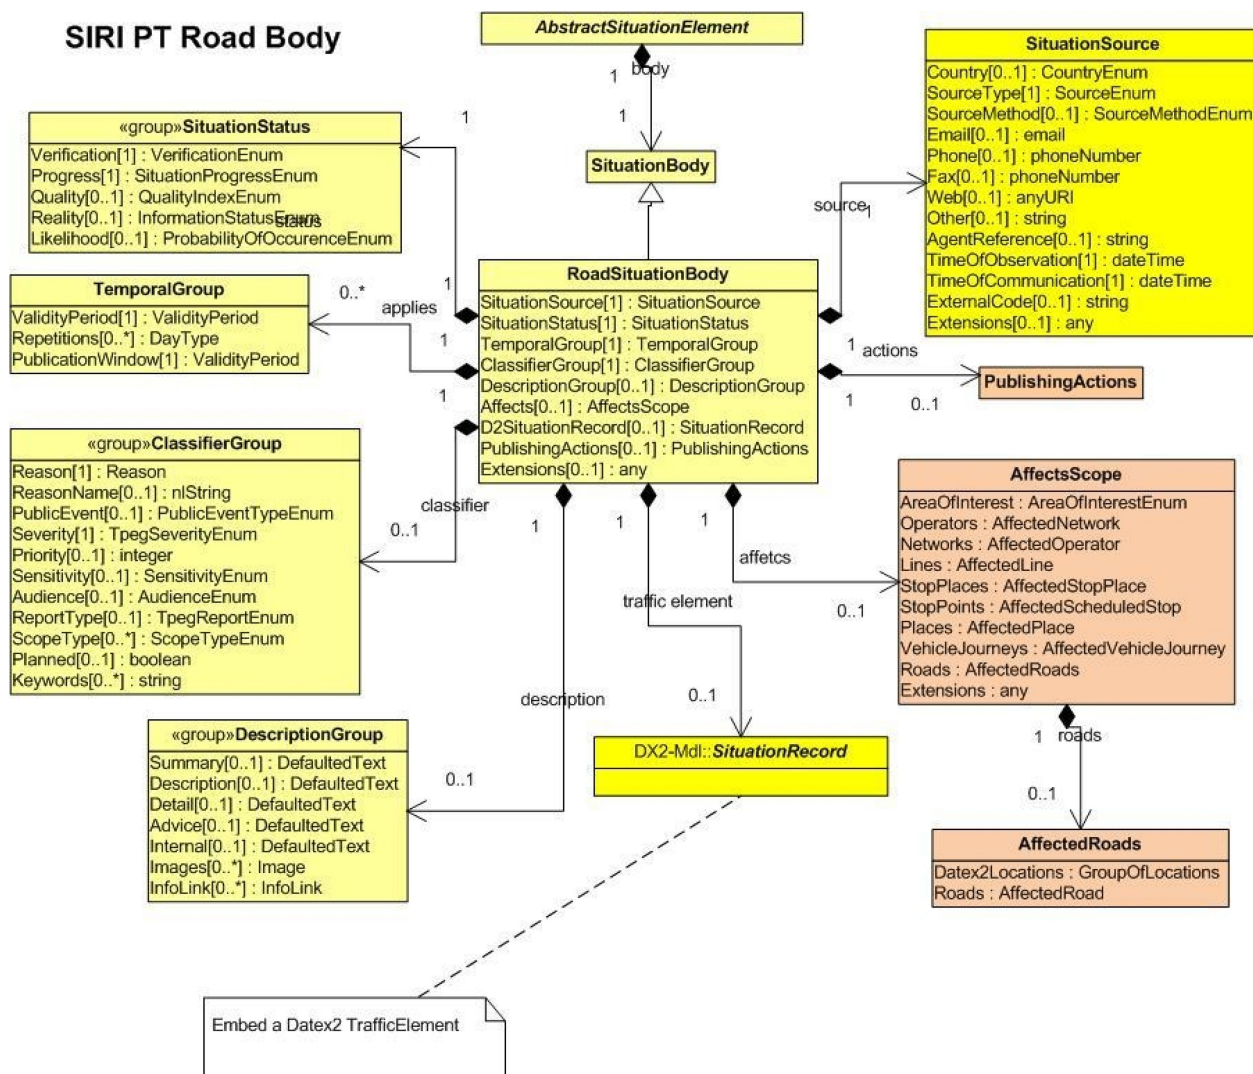 SIRI PT Road Body
AbstractSituationElement
1
body
1
SituationBody
SituationSource
Country[0..1] : CountryEnum
SourceType[1] : SourceEnum
SourceMethod[0..1] : SourceMethodEnum
Email[0..1] : email
Phone[0..1] : phoneNumber
Fax[0..1] : phoneNumber
Web[0..1] : anyURI
Other[0..1] : string
AgentReference[0..1] : string
TimeOfObservation[1] : dateTime
TimeOfCommunication[1] : dateTime
ExternalCode[0..1] : string
Extensions[0..1] : any
«group»SituationStatus
Verification[1] : VerificationEnum
Progress[1] : SituationProgressEnum
Quality[0..1] : QualityIndexEnum
Reality[0..1] : InformationStatusEnum
Likelihood[0..1] : ProbabilityOfOccurenceEnum
1
status
1
source
1
1
TemporalGroup
ValidityPeriod[1] : ValidityPeriod
Repetitions[0..*] : DayType
PublicationWindow[1] : ValidityPeriod
0..*
applies
1
RoadSituationBody
SituationSource[1] : SituationSource
SituationStatus[1] : SituationStatus
TemporalGroup[1] : TemporalGroup
ClassifierGroup[1] : ClassifierGroup
DescriptionGroup[0..1] : DescriptionGroup
Affects[0..1] : AffectsScope
D2SituationRecord[0..1] : SituationRecord
PublishingActions[0..1] : PublishingActions
Extensions[0..1] : any
actions
1
0..1
PublishingActions
«group»ClassifierGroup
Reason[1] : Reason
ReasonName[0..1] : nlString
PublicEvent[0..1] : PublicEventTypeEnum
Severity[1] : TpegSeverityEnum
Priority[0..1] : integer
Sensitivity[0..1] : SensitivityEnum
Audience[0..1] : AudienceEnum
ReportType[0..1] : TpegReportEnum
ScopeType[0..*] : ScopeTypeEnum
Planned[0..1] : boolean
Keywords[0..*] : string
1
classifier
0..1
1
description
0..1
1
traffic element
0..1
1
affetcs
0..1
AffectsScope
AreaOfInterest : AreaOfInterestEnum
Operators : AffectedNetwork
Networks : AffectedOperator
Lines : AffectedLine
StopPlaces : AffectedStopPlace
StopPoints : AffectedScheduledStop
Places : AffectedPlace
VehicleJourneys : AffectedVehicleJourney
Roads : AffectedRoads
Extensions : any
1
roads
0..1
«group»DescriptionGroup
Summary[0..1] : DefaultedText
Description[0..1] : DefaultedText
Detail[0..1] : DefaultedText
Advice[0..1] : DefaultedText
Internal[0..1] : DefaultedText
Images[0..*] : Image
InfoLink[0..*] : InfoLink
DX2-Mdl::SituationRecord
AffectedRoads
Datex2Locations : GroupOfLocations
Roads : AffectedRoad
Embed a Datex2 TrafficElement